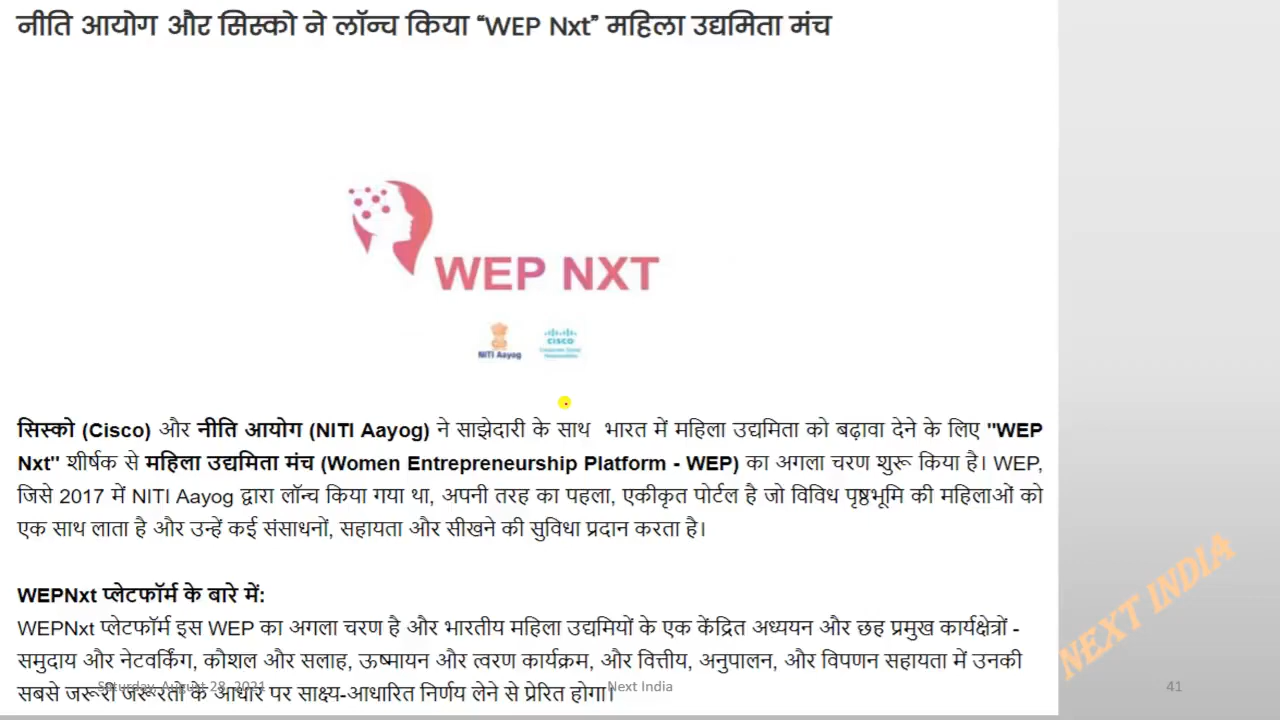 नीति आयोग और सिस्को ने लॉन्च किया “WEP Nxt” महिला उद्यमिता मंच
WEP NXT
NITI Aayog
CISCO
सिस्को (Cisco) और नीति आयोग (NITI Aayog) ने साझेदारी के साथ भारत में महिला उद्यमिता को बढ़ावा देने के लिए "WEP
Nxt" शीर्षक से महिला उद्यमिता मंच (Women Entrepreneurship Platform - WEP) का अगला चरण शुरू किया है। WEP,
जिसे 2017 में NITI Aayog द्वारा लॉन्च किया गया था, अपनी तरह का पहला, एकीकृत पोर्टल है जो विविध पृष्ठभूमि की महिलाओं को
एक साथ लाता है और उन्हें कई संसाधनों, सहायता और सीखने की सुविधा प्रदान करता है।
WEPNxt प्लेटफॉर्म के बारे में:
WEPNxt प्लेटफॉर्म इस WEP का अगला चरण है और भारतीय महिला उद्यमियों के एक केंद्रित अध्ययन और छह प्रमुख कार्यक्षेत्रों -
समुदाय और नेटवर्किंग, कौशल और सलाह, ऊष्मायन और त्वरण कार्यक्रम, और वित्तीय, अनुपालन, और विपणन सहायता में उनकी
सबसे जरूरी जरूरतों के आधार पर साक्ष्य-आधारित निर्णय लेने से प्रेरित होगा।
Saturday, August 28, 2021
Next India
41
NEXT INDIA